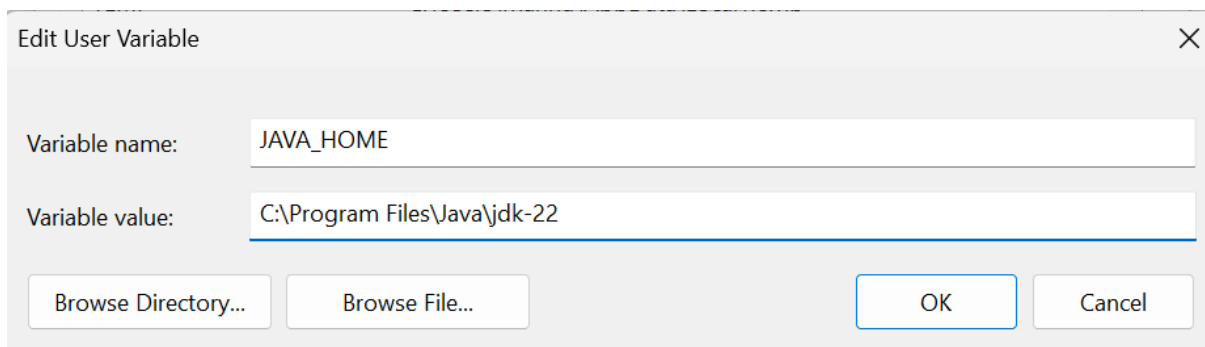 Edit User Variable
Variable name: JAVA_HOME
Variable value: C:\Program Files\Java\jdk-22
Browse Directory... Browse File... OK Cancel